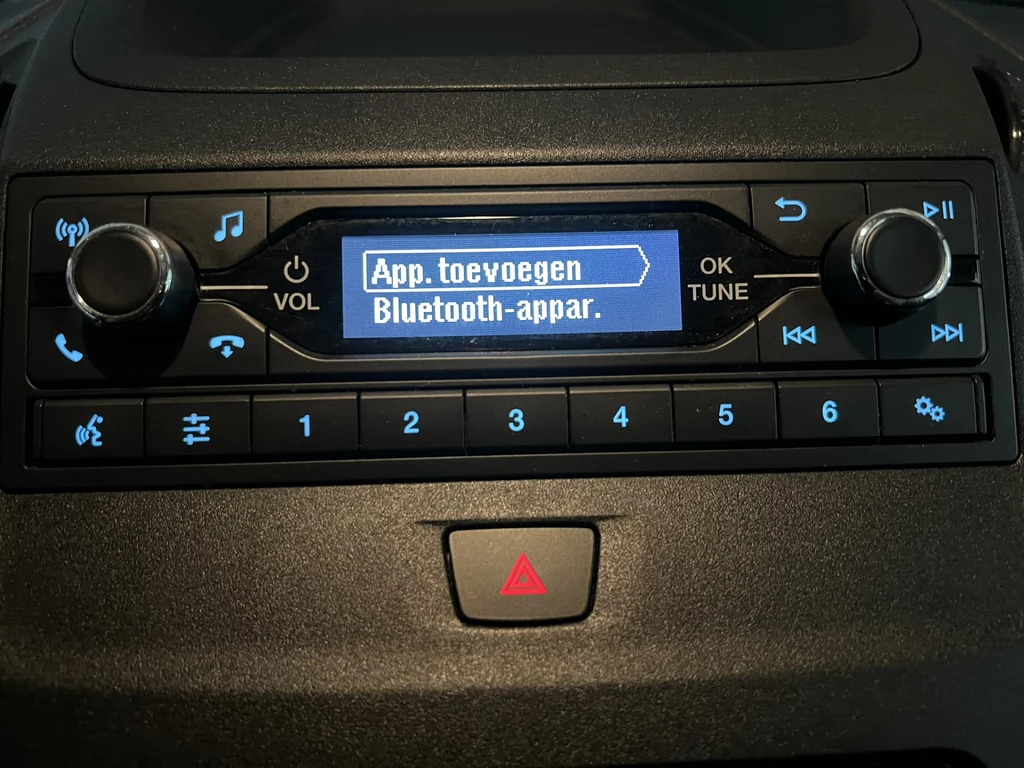 VOL
App. toevoegen
Bluetooth-appar.
OK
TUNE
1 2 3 4 5 6